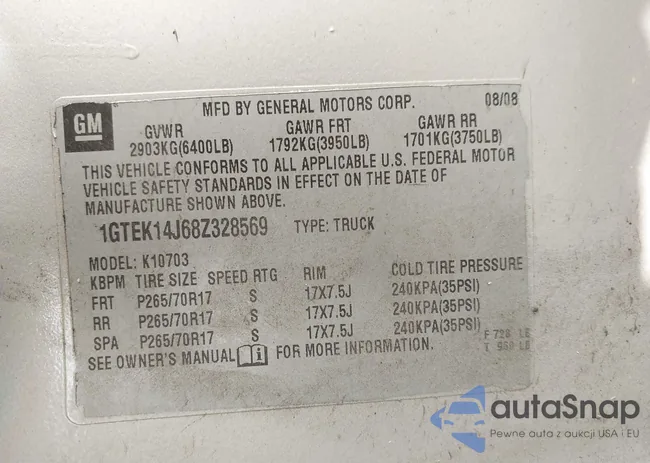 GM
MFD BY GENERAL MOTORS CORP. 08/08
GVWR GAWR FRT GAWR RR
2903KG(6400LB) 1792KG(3950LB) 1701KG(3750LB)
THIS VEHICLE CONFORMS TO ALL APPLICABLE U.S. FEDERAL MOTOR
VEHICLE SAFETY STANDARDS IN EFFECT ON THE DATE OF
MANUFACTURE SHOWN ABOVE.
1GTEK14J68Z328569 TYPE: TRUCK
MODEL: K10703
KBPM TIRE SIZE SPEED RTG RIM COLD TIRE PRESSURE
FRT P265/70R17 S 17X7.5J 240KPA(35PSI)
RR P265/70R17 S 17X7.5J 240KPA(35PSI)
SPA P265/70R17 S 17X7.5J 240KPA(35PSI)
SEE OWNER'S MANUAL FOR MORE INFORMATION.
F 728 LB
T LB
autaSnap
Pewne auta z aukcji USA i EU